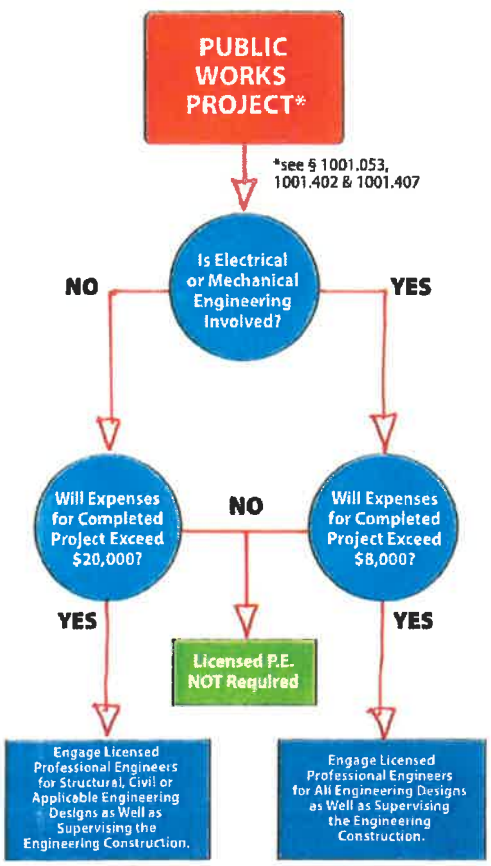 PUBLIC
WORKS
PROJECT*
*see § 1001.053,
1001.402 & 1001.407
Is Electrical
or Mechanical
Engineering
Involved?
NO
YES
Will Expenses
for Completed
Project Exceed
$20,000?
NO
Will Expenses
for Completed
Project Exceed
$8,000?
YES
YES
Licensed P.E.
NOT Required
Engage Licensed
Professional Engineers
for Structural, Civil or
Applicable Engineering
Designs as Well as
Supervising the
Engineering Construction.
Engage Licensed
Professional Engineers
for All Engineering Designs
as Well as Supervising
the Engineering
Construction.